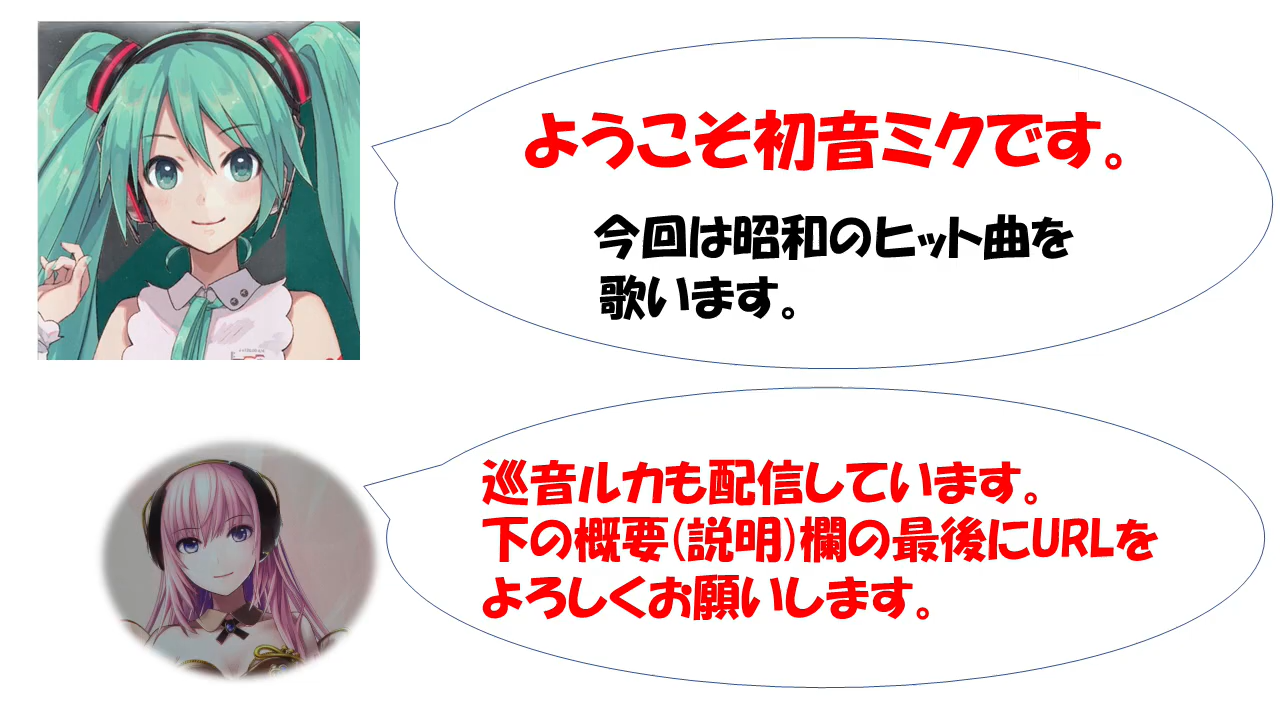 ようこそ初音ミクです。
今回は昭和のヒット曲を
歌います。
巡音ルカも配信しています。
下の概要(説明)欄の最後にURLを
よろしくお願いします。